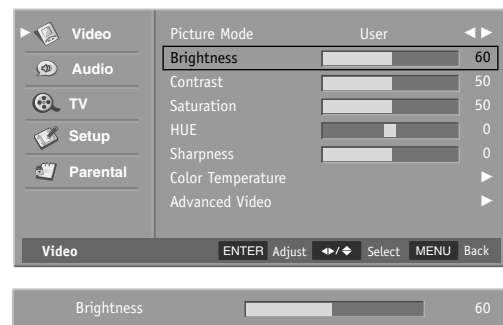 Video
Audio
TV
Setup
Parental
Picture Mode User
Brightness 60
Contrast 50
Saturation 50
HUE 0
Sharpness 0
Color Temperature
Advanced Video
Video ENTER Adjust / Select MENU Back
Brightness 60